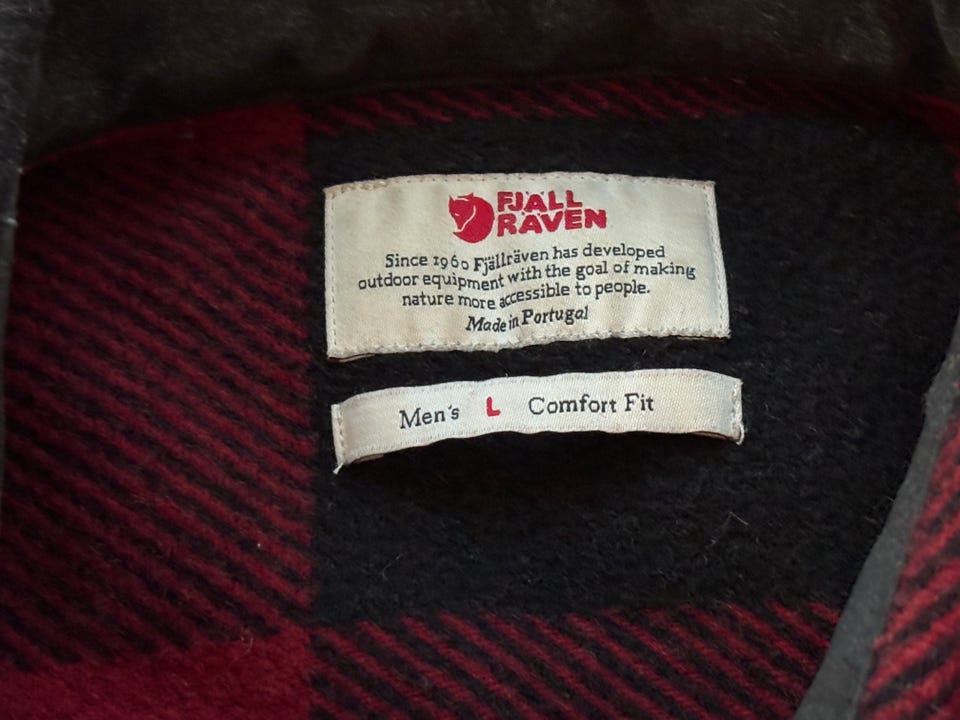 FJÄLL
RÄVEN
Since 1960 Fjällräven has developed
outdoor equipment with the goal of making
nature more accessible to people.
Made in Portugal
Men's L Comfort Fit